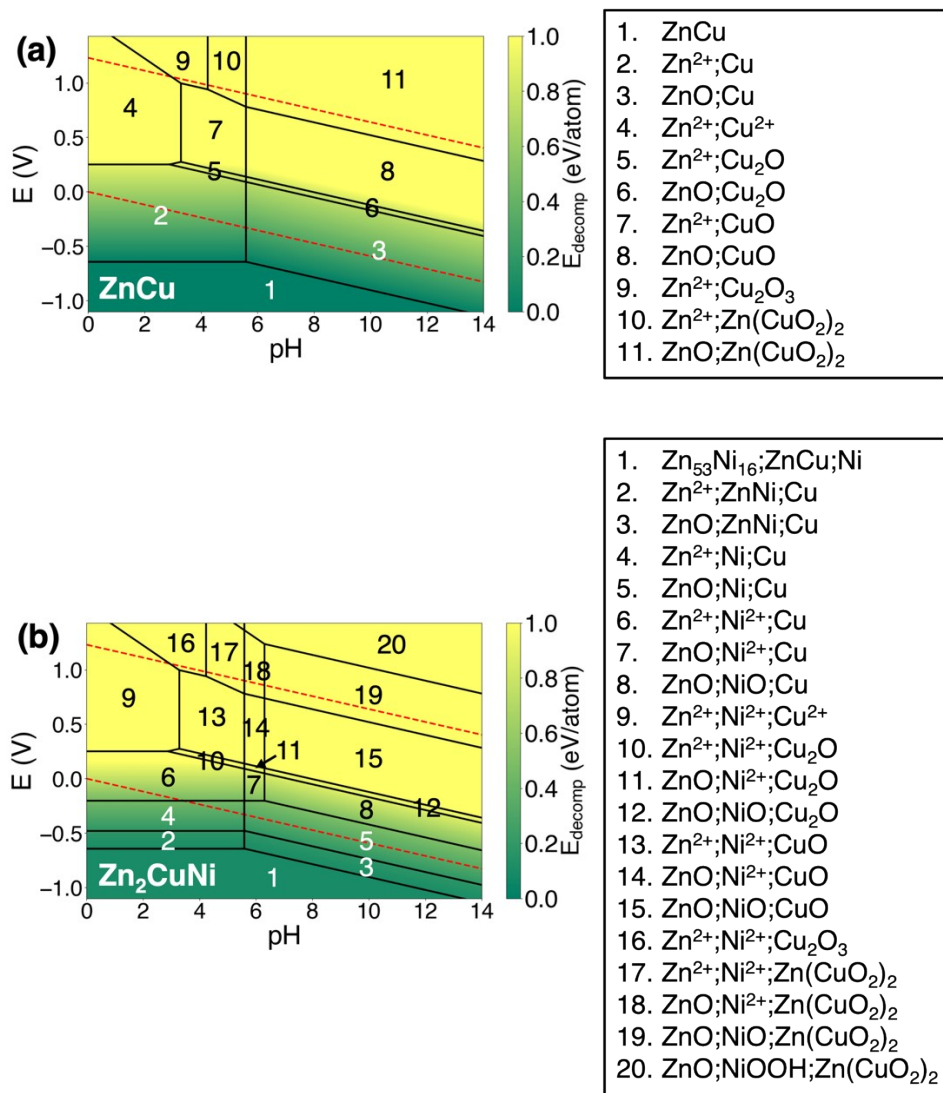 (a)
E (V)
1.0
0.5
0.0
−0.5
−1.0
9 10
4
7
11
5
8
6
2
3
1
ZnCu
0 2 4 6 8 10 12 14
pH
1.0
0.8
0.6
0.4
0.2
0.0
E_decomp (eV/atom)
1. ZnCu
2. Zn²⁺;Cu
3. ZnO;Cu
4. Zn²⁺;Cu²⁺
5. Zn²⁺;Cu₂O
6. ZnO;Cu₂O
7. Zn²⁺;CuO
8. ZnO;CuO
9. Zn²⁺;Cu₂O₃
10. Zn²⁺;Zn(CuO₂)₂
11. ZnO;Zn(CuO₂)₂
(b)
E (V)
1.0
0.5
0.0
−0.5
−1.0
16 17 18
20
19
9
13
14
11
15
10
6
7
8
12
4
5
2
3
1
Zn₂CuNi
0 2 4 6 8 10 12 14
pH
1.0
0.8
0.6
0.4
0.2
0.0
E_decomp (eV/atom)
1. Zn₅₃Ni₁₆;ZnCu;Ni
2. Zn²⁺;ZnNi;Cu
3. ZnO;ZnNi;Cu
4. Zn²⁺;Ni;Cu
5. ZnO;Ni;Cu
6. Zn²⁺;Ni²⁺;Cu
7. ZnO;Ni²⁺;Cu
8. ZnO;NiO;Cu
9. Zn²⁺;Ni²⁺;Cu²⁺
10. Zn²⁺;Ni²⁺;Cu₂O
11. ZnO;Ni²⁺;Cu₂O
12. ZnO;NiO;Cu₂O
13. Zn²⁺;Ni²⁺;CuO
14. ZnO;Ni²⁺;CuO
15. ZnO;NiO;CuO
16. Zn²⁺;Ni²⁺;Cu₂O₃
17. Zn²⁺;Ni²⁺;Zn(CuO₂)₂
18. ZnO;Ni²⁺;Zn(CuO₂)₂
19. ZnO;NiO;Zn(CuO₂)₂
20. ZnO;NiOOH;Zn(CuO₂)₂